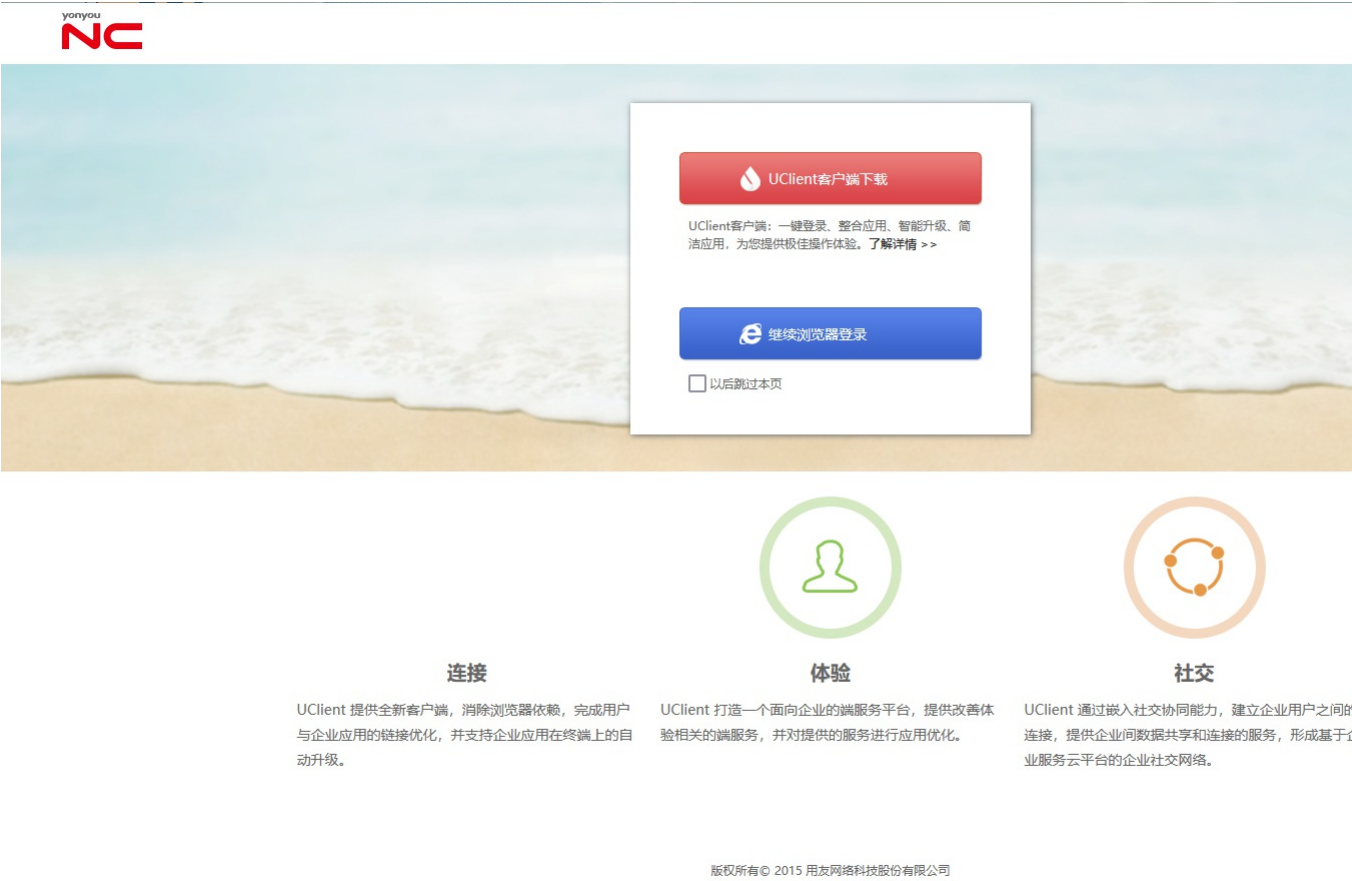 yonyou
NC
UClient客户端下载
UClient客户端：一键登录、整合应用、智能升级、简
洁应用，为您提供极佳操作体验。了解详情 >>
继续浏览器登录
以后跳过本页
连接
UClient 提供全新客户端，消除浏览器依赖，完成用户
与企业应用的链接优化，并支持企业应用在终端上的自
动升级。
体验
UClient 打造一个面向企业的端服务平台，提供改善体
验相关的端服务，并对提供的服务进行应用优化。
社交
UClient 通过嵌入社交协同能力，建立企业用户之间的
连接，提供企业间数据共享和连接的服务，形成基于企
业服务云平台的企业社交网络。
版权所有© 2015 用友网络科技股份有限公司